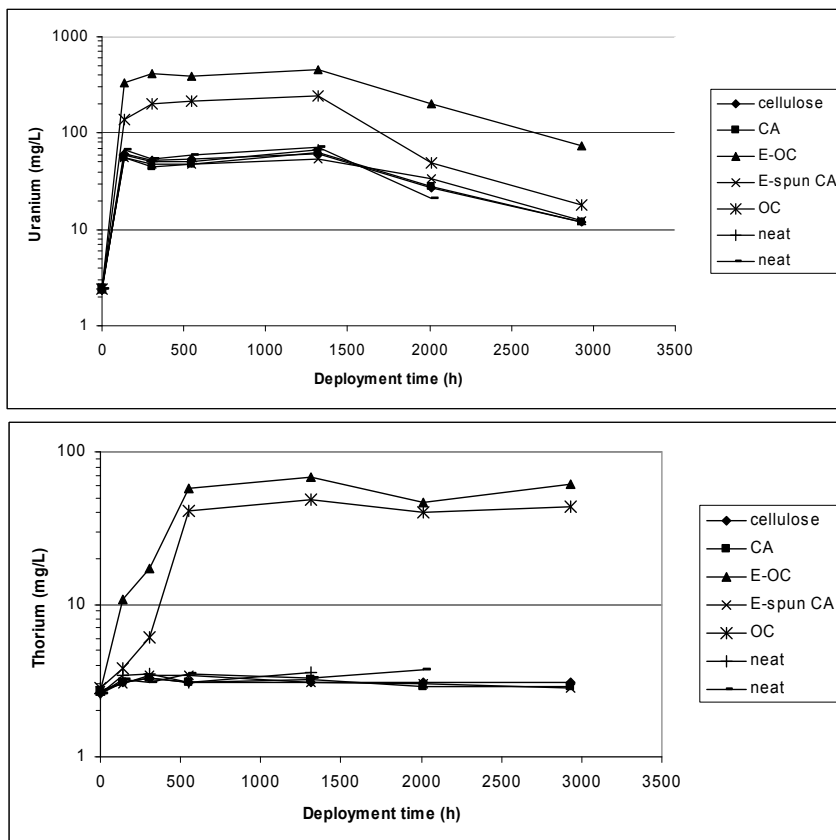 1000
100
10
1
Uranium (mg/L)
0
500
1000
1500
2000
2500
3000
3500
Deployment time (h)
cellulose
CA
E-OC
E-spun CA
OC
neat
neat
100
10
1
Thorium (mg/L)
0
500
1000
1500
2000
2500
3000
3500
Deployment time (h)
cellulose
CA
E-OC
E-spun CA
OC
neat
neat